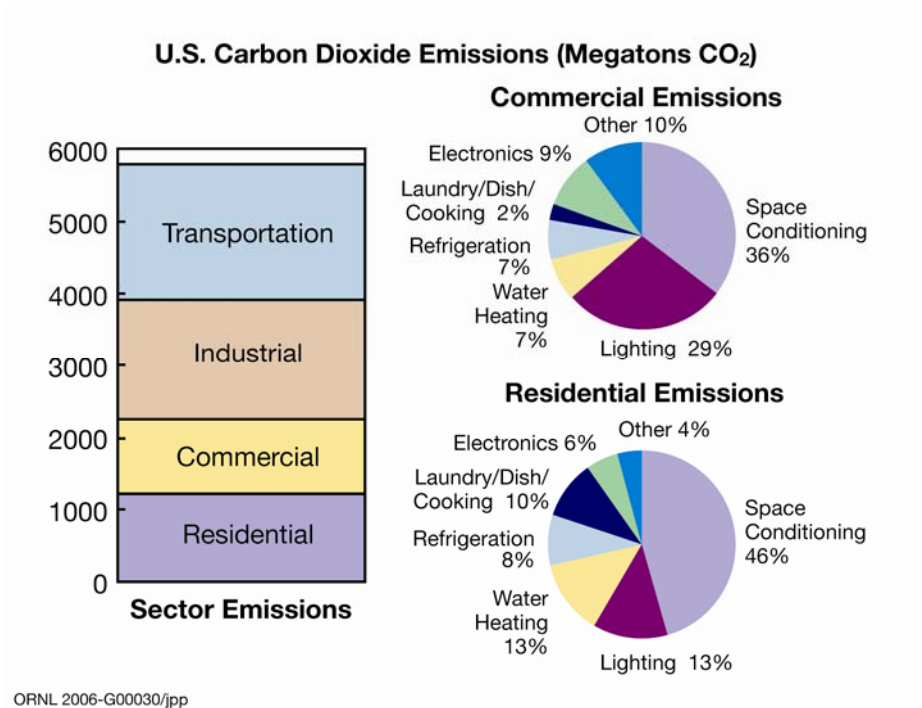 U.S. Carbon Dioxide Emissions (Megatons CO₂)
6000
5000
4000
3000
2000
1000
0
Transportation
Industrial
Commercial
Residential
Sector Emissions
Commercial Emissions
Other 10%
Electronics 9%
Laundry/Dish/
Cooking 2%
Refrigeration
7%
Water
Heating
7%
Lighting 29%
Space
Conditioning
36%
Residential Emissions
Other 4%
Electronics 6%
Laundry/Dish/
Cooking 10%
Refrigeration
8%
Water
Heating
13%
Lighting 13%
Space
Conditioning
46%
ORNL 2006-G00030/jpp